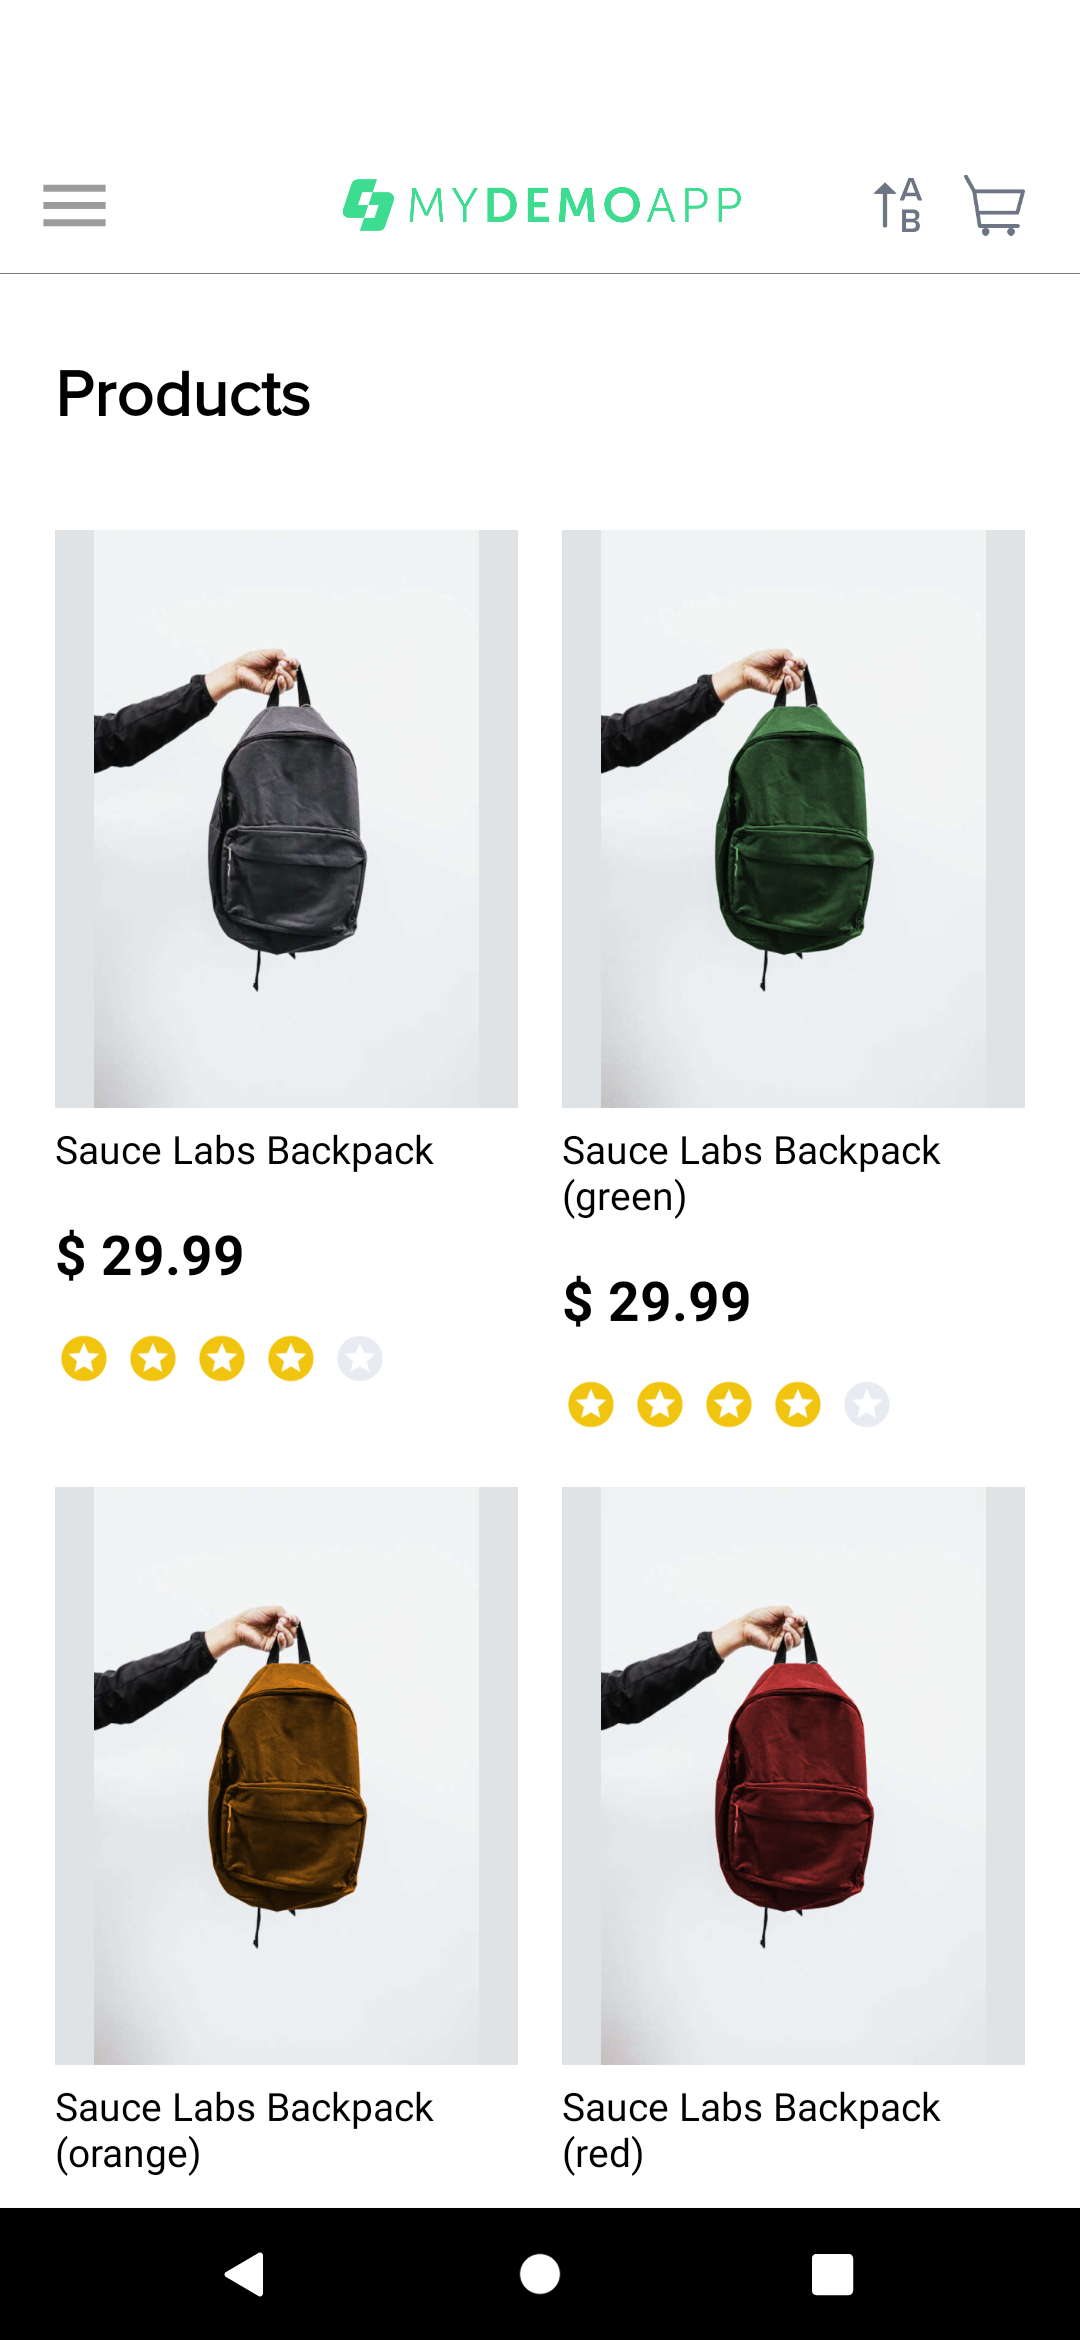 MYDEMOAPP
A
B
Products
Sauce Labs Backpack
$ 29.99
Sauce Labs Backpack
(green)
$ 29.99
Sauce Labs Backpack
(orange)
Sauce Labs Backpack
(red)